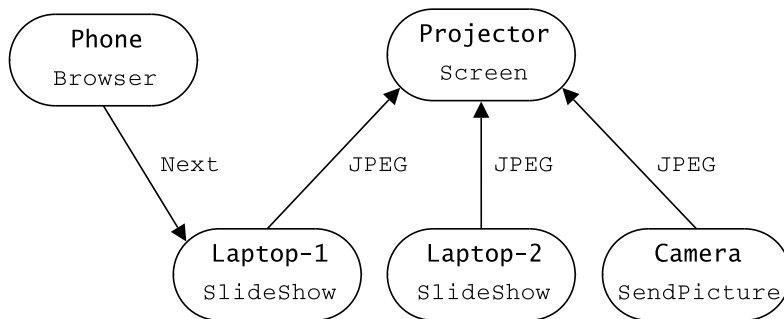 Phone
Browser
Projector
Screen
Next
JPEG
JPEG
JPEG
Laptop-1
SlideShow
Laptop-2
SlideShow
Camera
SendPicture